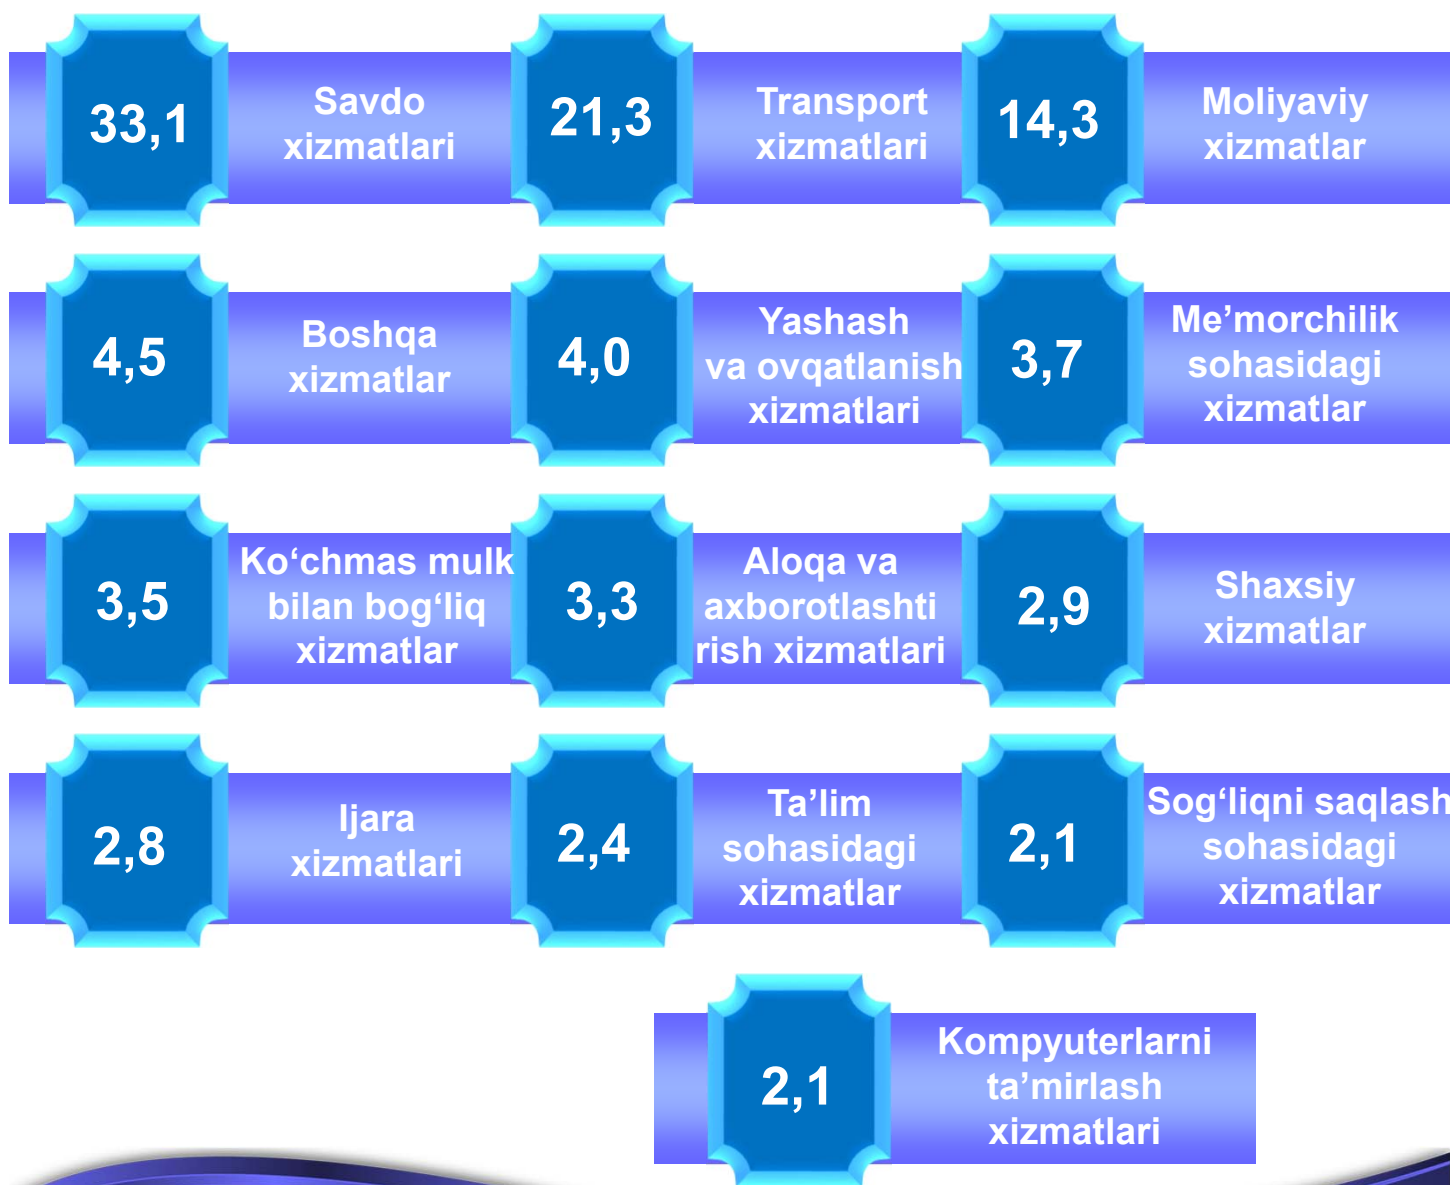 33,1
Savdo
xizmatlari
21,3
Transport
xizmatlari
14,3
Moliyaviy
xizmatlar
4,5
Boshqa
xizmatlar
4,0
Yashash
va ovqatlanish
xizmatlari
3,7
Me’morchilik
sohasidagi
xizmatlar
3,5
Ko‘chmas mulk
bilan bog‘liq
xizmatlar
3,3
Aloqa va
axborotlashti
rish xizmatlari
2,9
Shaxsiy
xizmatlar
2,8
Ijara
xizmatlari
2,4
Ta’lim
sohasidagi
xizmatlar
2,1
Sog‘liqni saqlash
sohasidagi
xizmatlar
2,1
Kompyuterlarni
ta’mirlash
xizmatlari